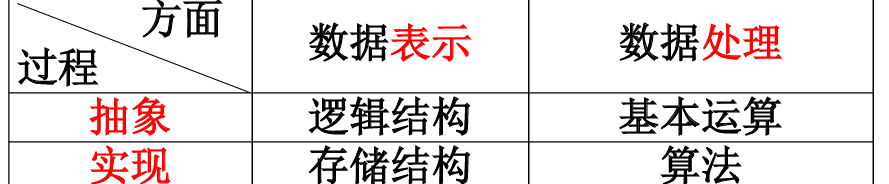 方面
过程
数据表示
数据处理
抽象
逻辑结构
基本运算
实现
存储结构
算法